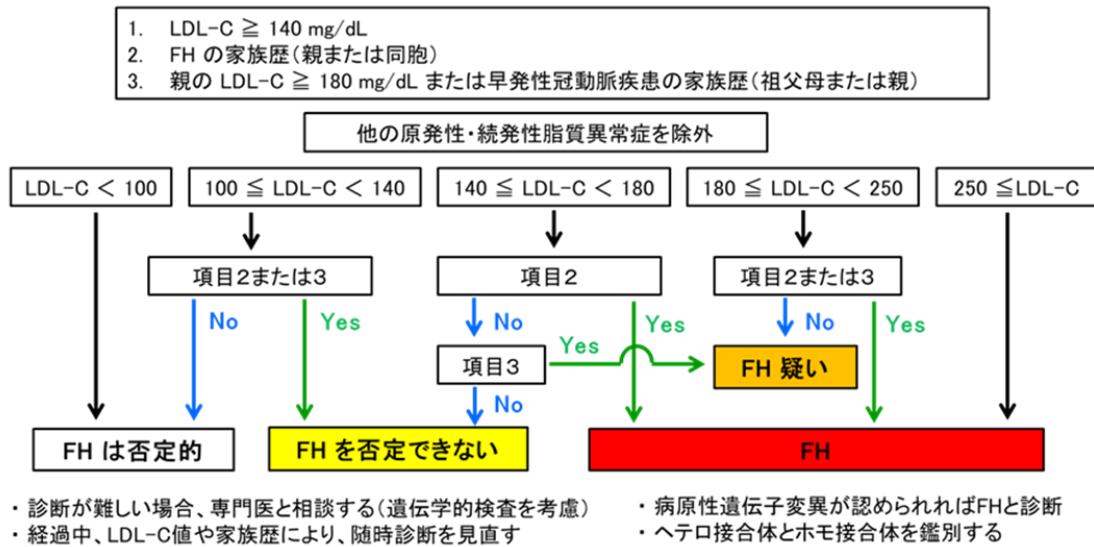 1. LDL-C ≧ 140 mg/dL
2. FH の家族歴(親または同胞)
3. 親の LDL-C ≧ 180 mg/dL または早発性冠動脈疾患の家族歴(祖父母または親)
他の原発性・続発性脂質異常症を除外
LDL-C < 100
100 ≦ LDL-C < 140
140 ≦ LDL-C < 180
180 ≦ LDL-C < 250
250 ≦LDL-C
項目2または3
項目2
項目2または3
No
Yes
No
Yes
No
Yes
項目3
Yes
FH 疑い
No
FH は否定的
FH を否定できない
FH
・診断が難しい場合、専門医と相談する(遺伝学的検査を考慮)
・経過中、LDL-C値や家族歴により、随時診断を見直す
・病原性遺伝子変異が認められればFHと診断
・ヘテロ接合体とホモ接合体を鑑別する